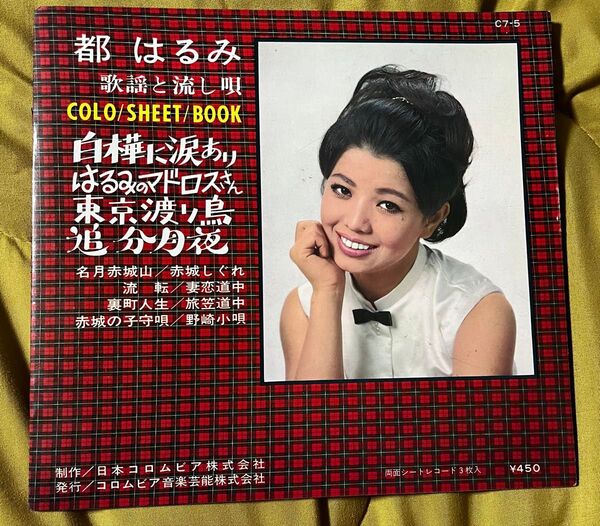 C7-5
都 はるみ
歌謡と流し唄
COLO/SHEET/BOOK
白樺に涙あり
はるみのマドロスさん
東京渡り鳥
追分月夜
名月赤城山/赤城しぐれ
流転/妻恋道中
裏町人生/旅笠道中
赤城の子守唄/野崎小唄
制作/日本コロムビア株式会社
発行/コロムビア音楽芸能株式会社
両面シートレコード3枚入
¥450